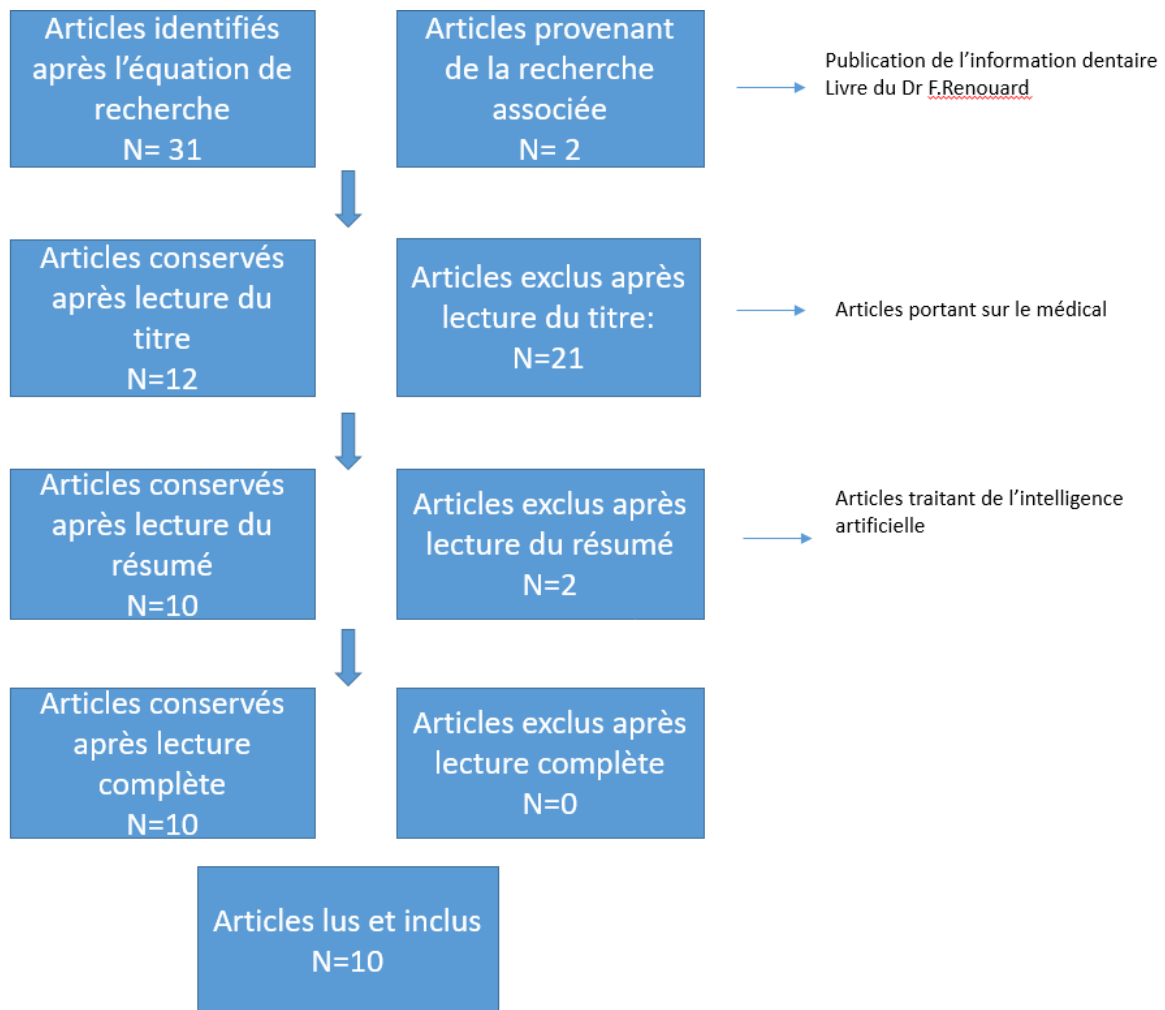 Articles identifiés
après l’équation de
recherche
N= 31
Articles provenant
de la recherche
associée
N= 2
Publication de l’information dentaire
Livre du Dr F.Renouard
Articles conservés
après lecture du
titre
N=12
Articles exclus après
lecture du titre:
N=21
Articles portant sur le médical
Articles conservés
après lecture du
résumé
N=10
Articles exclus après
lecture du résumé
N=2
Articles traitant de l’intelligence
artificielle
Articles conservés
après lecture
complète
N=10
Articles exclus après
lecture complète
N=0
Articles lus et inclus
N=10